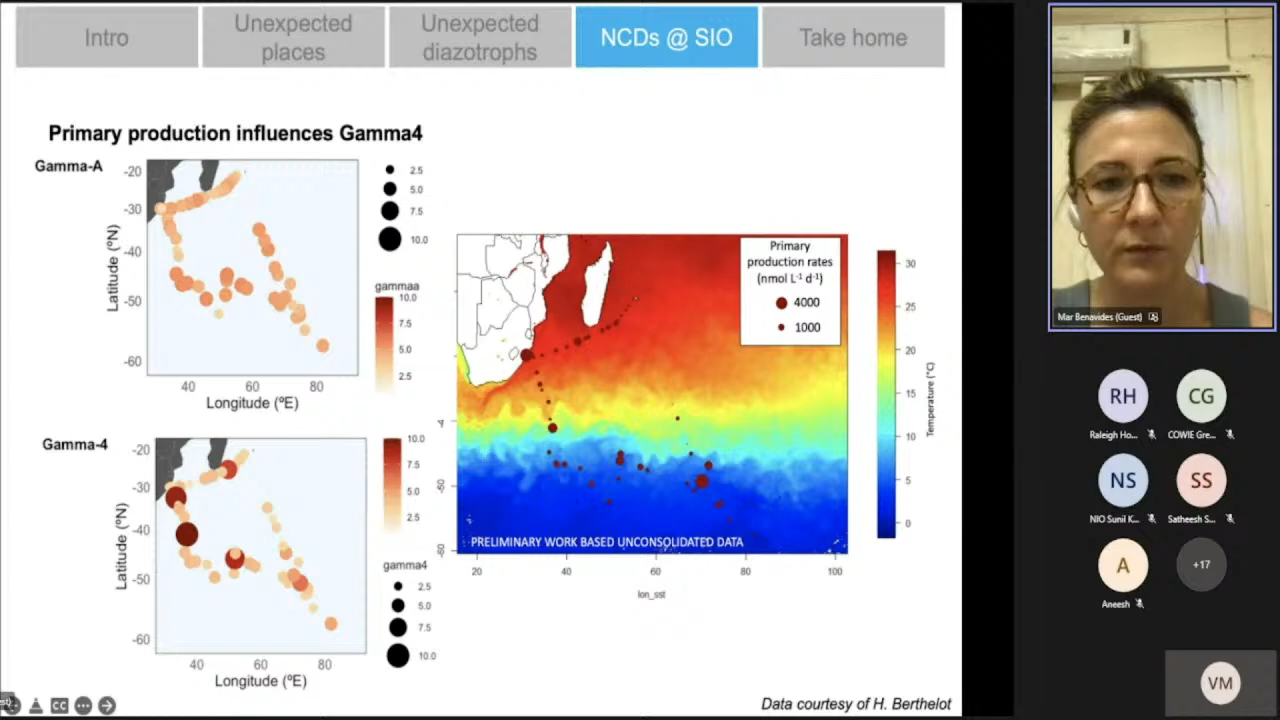 Intro
Unexpected
places
Unexpected
diazotrophs
NCDs @ SIO
Take home
Primary production influences Gamma4
Gamma-A
-20
-30
-40
-50
-60
Latitude (ºN)
40
60
80
Longitude (ºE)
2.5
5.0
7.5
10.0
gammaa
10.0
7.5
5.0
2.5
Gamma-4
-20
-30
-40
-50
-60
Latitude (ºN)
40
60
80
Longitude (ºE)
10.0
7.5
5.0
2.5
gamma4
2.5
5.0
7.5
10.0
Primary
production rates
(nmol L-1 d-1)
4000
1000
PRELIMINARY WORK BASED UNCONSOLIDATED DATA
20
40
60
80
100
lon_sst
30
25
20
15
10
5
0
Temperature (°C)
Data courtesy of H. Berthelot
CC
Mar Benavides (Guest)
RH
Raleigh Ho...
CG
COWIE Gre...
NS
NIO Sunil K...
SS
Satheesh S...
A
Aneesh
+17
VM